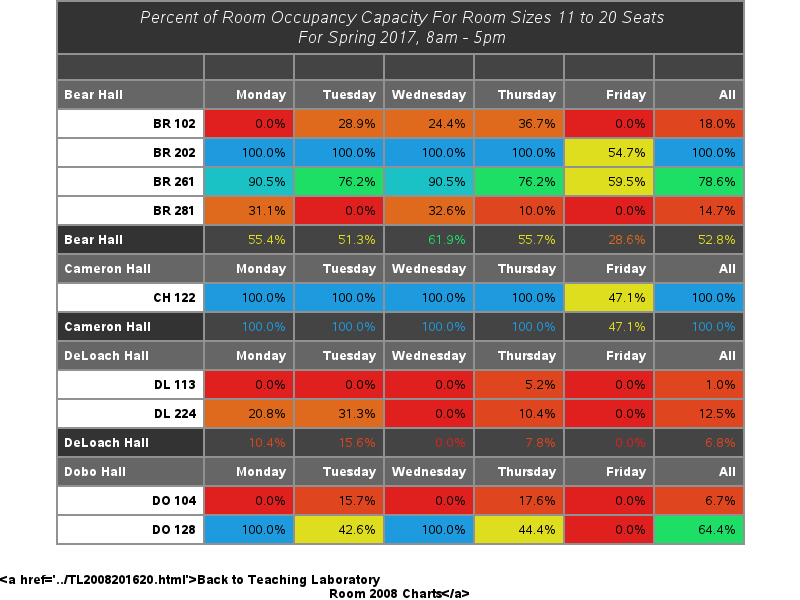 Percent of Room Occupancy Capacity For Room Sizes 11 to 20 Seats
For Spring 2017, 8am - 5pm
Bear Hall Monday Tuesday Wednesday Thursday Friday All
BR 102 0.0% 28.9% 24.4% 36.7% 0.0% 18.0%
BR 202 100.0% 100.0% 100.0% 100.0% 54.7% 100.0%
BR 261 90.5% 76.2% 90.5% 76.2% 59.5% 78.6%
BR 281 31.1% 0.0% 32.6% 10.0% 0.0% 14.7%
Bear Hall 55.4% 51.3% 61.9% 55.7% 28.6% 52.8%
Cameron Hall Monday Tuesday Wednesday Thursday Friday All
CH 122 100.0% 100.0% 100.0% 100.0% 47.1% 100.0%
Cameron Hall 100.0% 100.0% 100.0% 100.0% 47.1% 100.0%
DeLoach Hall Monday Tuesday Wednesday Thursday Friday All
DL 113 0.0% 0.0% 0.0% 5.2% 0.0% 1.0%
DL 224 20.8% 31.3% 0.0% 10.4% 0.0% 12.5%
DeLoach Hall 10.4% 15.6% 0.0% 7.8% 0.0% 6.8%
Dobo Hall Monday Tuesday Wednesday Thursday Friday All
DO 104 0.0% 15.7% 0.0% 17.6% 0.0% 6.7%
DO 128 100.0% 42.6% 100.0% 44.4% 0.0% 64.4%
<a href='../TL2008201620.html'>Back to Teaching Laboratory
Room 2008 Charts</a>